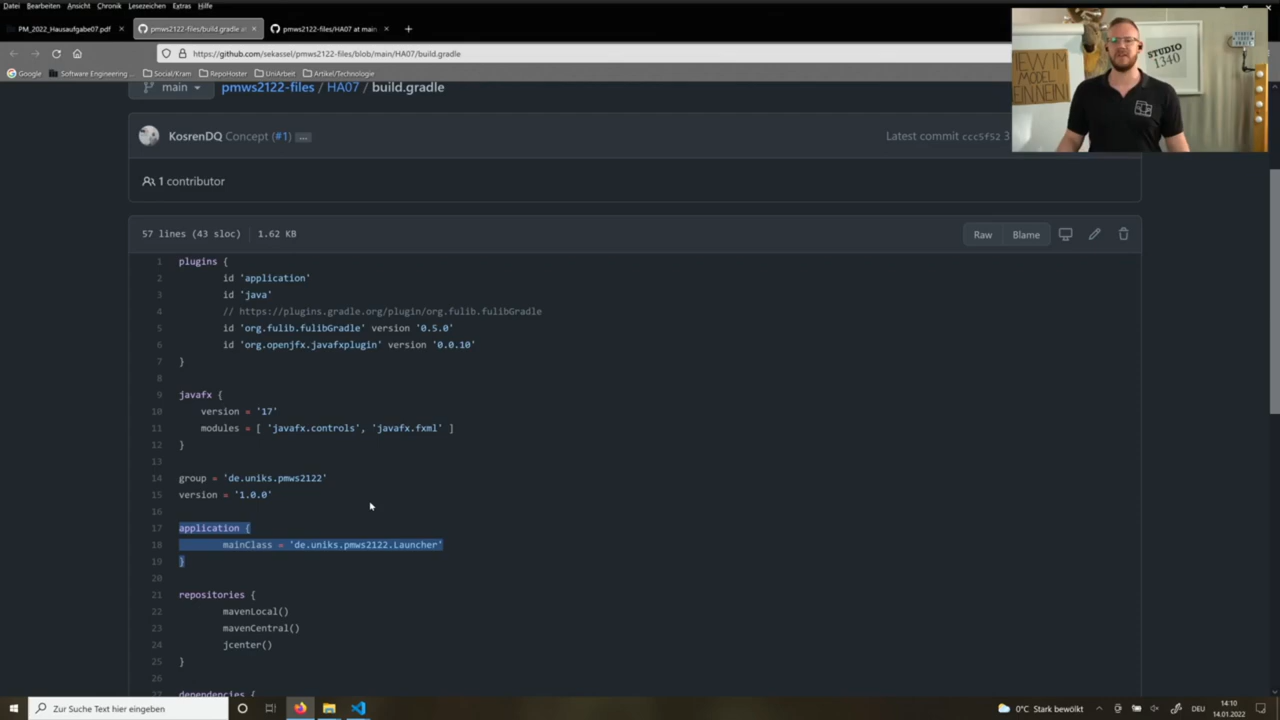 Datei Bearbeiten Ansicht Chronik Lesezeichen Extras Hilfe
PM_2022_Hausaufgabe07.pdf
pmws2122-files/build.gradle at
pmws2122-files/HA07 at main
https://github.com/sekassel/pmws2122-files/blob/main/HA07/build.gradle
Google Software Engineering ... Social/Kram RepoHoster UniArbeit Artikel/Technologie
main pmws2122-files / HA07 / build.gradle
KosrenDQ Concept (#1) ...
Latest commit ccc5f52 3
1 contributor
57 lines (43 sloc) 1.62 KB
Raw Blame
1 plugins {
2 id 'application'
3 id 'java'
4 // https://plugins.gradle.org/plugin/org.fulib.fulibGradle
5 id 'org.fulib.fulibGradle' version '0.5.0'
6 id 'org.openjfx.javafxplugin' version '0.0.10'
7 }
8
9 javafx {
10 version = '17'
11 modules = [ 'javafx.controls', 'javafx.fxml' ]
12 }
13
14 group = 'de.uniks.pmws2122'
15 version = '1.0.0'
16
17 application {
18 mainClass = 'de.uniks.pmws2122.Launcher'
19 }
20
21 repositories {
22 mavenLocal()
23 mavenCentral()
24 jcenter()
25 }
26
27 dependencies {
STUDIO
1340
MODEL
Zur Suche Text hier eingeben
0°C Stark bewölkt
DEU
14:10
14.01.2022